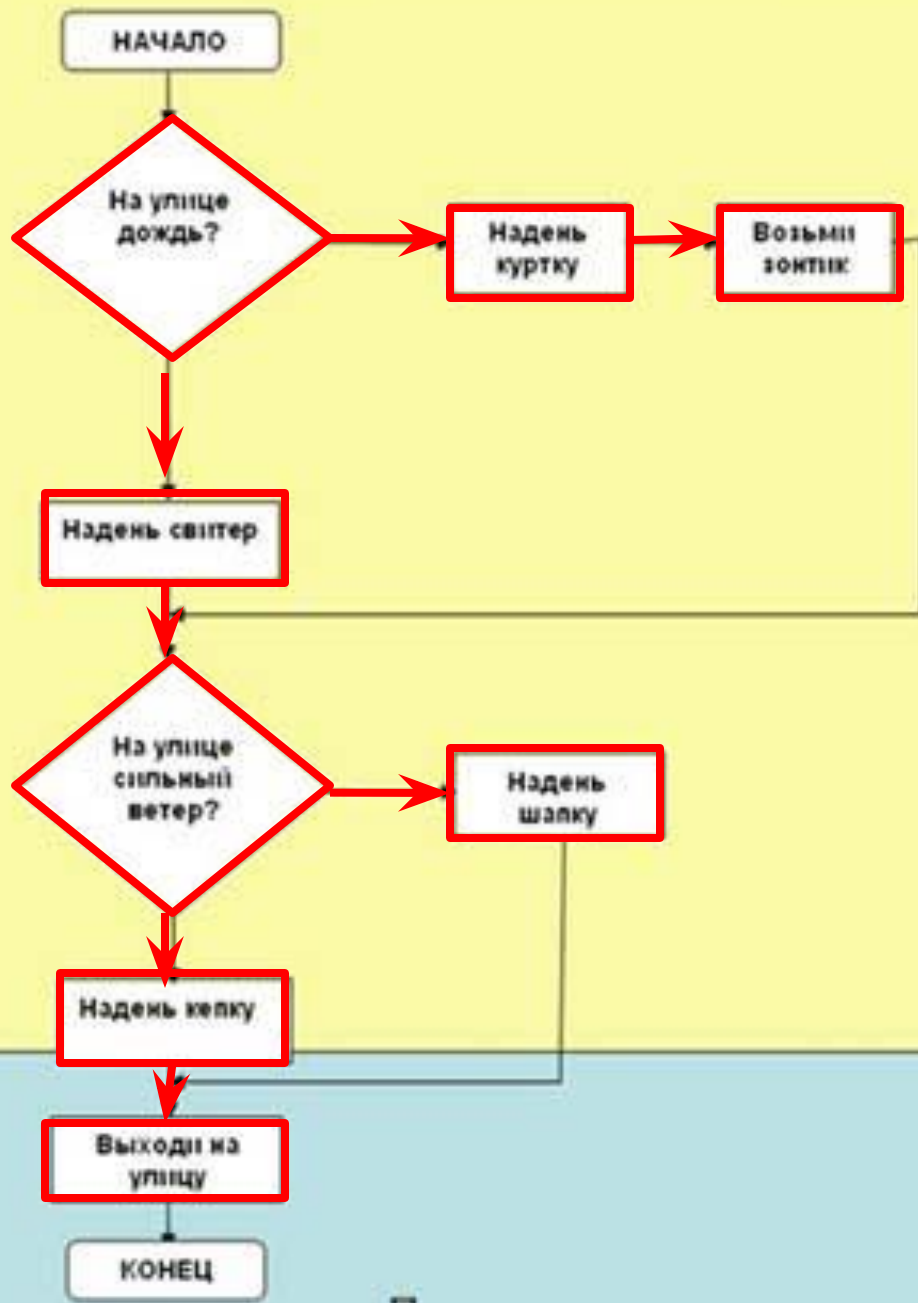 НАЧАЛО
На улице
дождь?
Надень
куртку
Возьми
зонтик
Надень свитер
На улице
сильный
ветер?
Надень
шапку
Надень кепку
Выходи на
улицу
КОНЕЦ